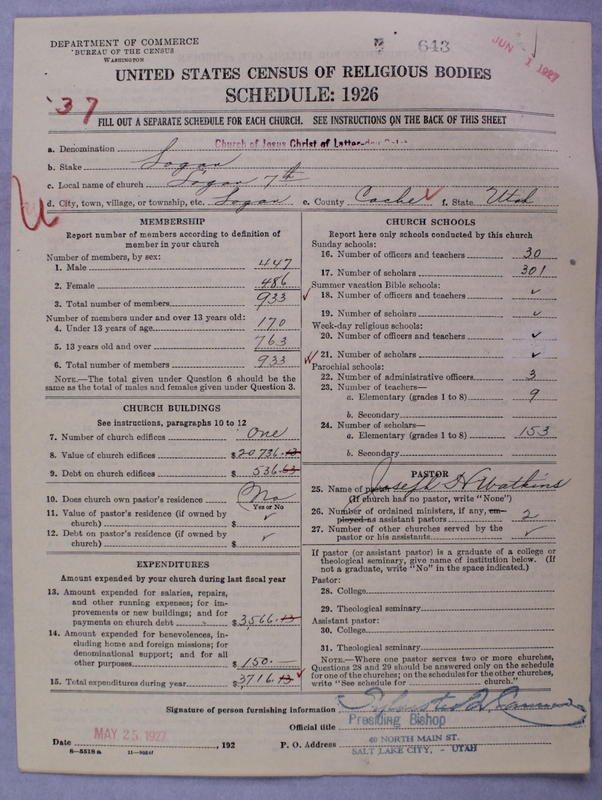 DEPARTMENT OF COMMERCE
BUREAU OF THE CENSUS
WASHINGTON
643
JUN 1 1927
UNITED STATES CENSUS OF RELIGIOUS BODIES
SCHEDULE: 1926
37
FILL OUT A SEPARATE SCHEDULE FOR EACH CHURCH. SEE INSTRUCTIONS ON THE BACK OF THIS SHEET
a. Denomination Church of Jesus Christ of Latter-day
b. Stake Logan
c. Local name of church Logan 7th
d. City, town, village, or township, etc. Logan e. County Cache f. State Utah
MEMBERSHIP
Report number of members according to definition of
member in your church
Number of members, by sex:
1. Male 447
2. Female 486
3. Total number of members 933
Number of members under and over 13 years old:
4. Under 13 years of age 170
5. 13 years old and over 763
6. Total number of members 933
NOTE.—The total given under Question 6 should be the
same as the total of males and females given under Question 3.
CHURCH BUILDINGS
See instructions, paragraphs 10 to 12
7. Number of church edifices One
8. Value of church edifices $20,736.13
9. Debt on church edifices $536.53
10. Does church own pastor's residence No
Yes or No
11. Value of pastor's residence (if owned by
church) $ ✓
12. Debt on pastor's residence (if owned by
church) $ ✓
EXPENDITURES
Amount expended by your church during last fiscal year
13. Amount expended for salaries, repairs,
and other running expenses; for im-
provements or new buildings; and for
payments on church debt $3,566.13
14. Amount expended for benevolences, in-
cluding home and foreign missions; for
denominational support; and for all
other purposes $150.—
15. Total expenditures during year $3716.13
CHURCH SCHOOLS
Report here only schools conducted by this church
Sunday schools:
16. Number of officers and teachers 30
17. Number of scholars 301
Summer vacation Bible schools:
18. Number of officers and teachers ✓
19. Number of scholars ✓
Week-day religious schools:
20. Number of officers and teachers ✓
21. Number of scholars ✓
Parochial schools:
22. Number of administrative officers 3
23. Number of teachers—
a. Elementary (grades 1 to 8) 9
b. Secondary
24. Number of scholars—
a. Elementary (grades 1 to 8) 153
b. Secondary
PASTOR
25. Name of pastor Joseph H Watkins
(If church has no pastor, write "None")
26. Number of ordained ministers, if any, em-
ployed as assistant pastors 2
27. Number of other churches served by the
pastor or his assistants ✓
If pastor (or assistant pastor) is a graduate of a college or
theological seminary, give name of institution below. (If
not a graduate, write "No" in the space indicated.)
Pastor:
28. College
29. Theological seminary
Assistant pastor:
30. College
31. Theological seminary
NOTE.—Where one pastor serves two or more churches,
Questions 28 and 29 should be answered only on the schedule
for one of the churches; on the schedules for the other churches,
write "See schedule for church."
Signature of person furnishing information Sylvester Q. Cannon
Official title Presiding Bishop
Date MAY 25, 1927, 192 P. O. Address 40 NORTH MAIN ST.
SALT LAKE CITY, - UTAH
8-5518a